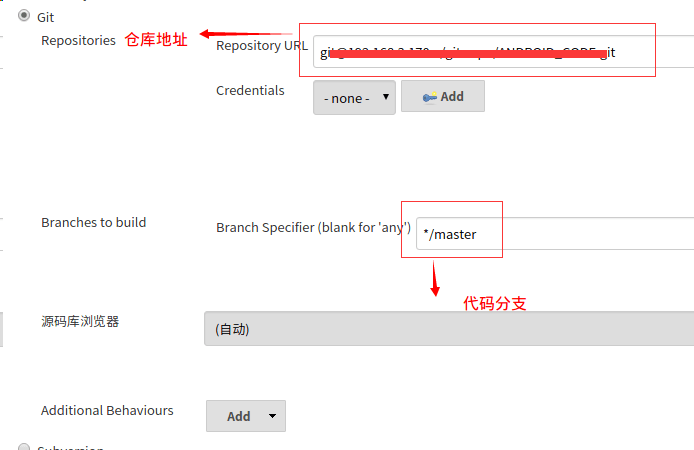 Git
Repositories 仓库地址 Repository URL
Credentials - none - Add
Branches to build Branch Specifier (blank for 'any') */master
代码分支
源码库浏览器 (自动)
Additional Behaviours Add
Subversion